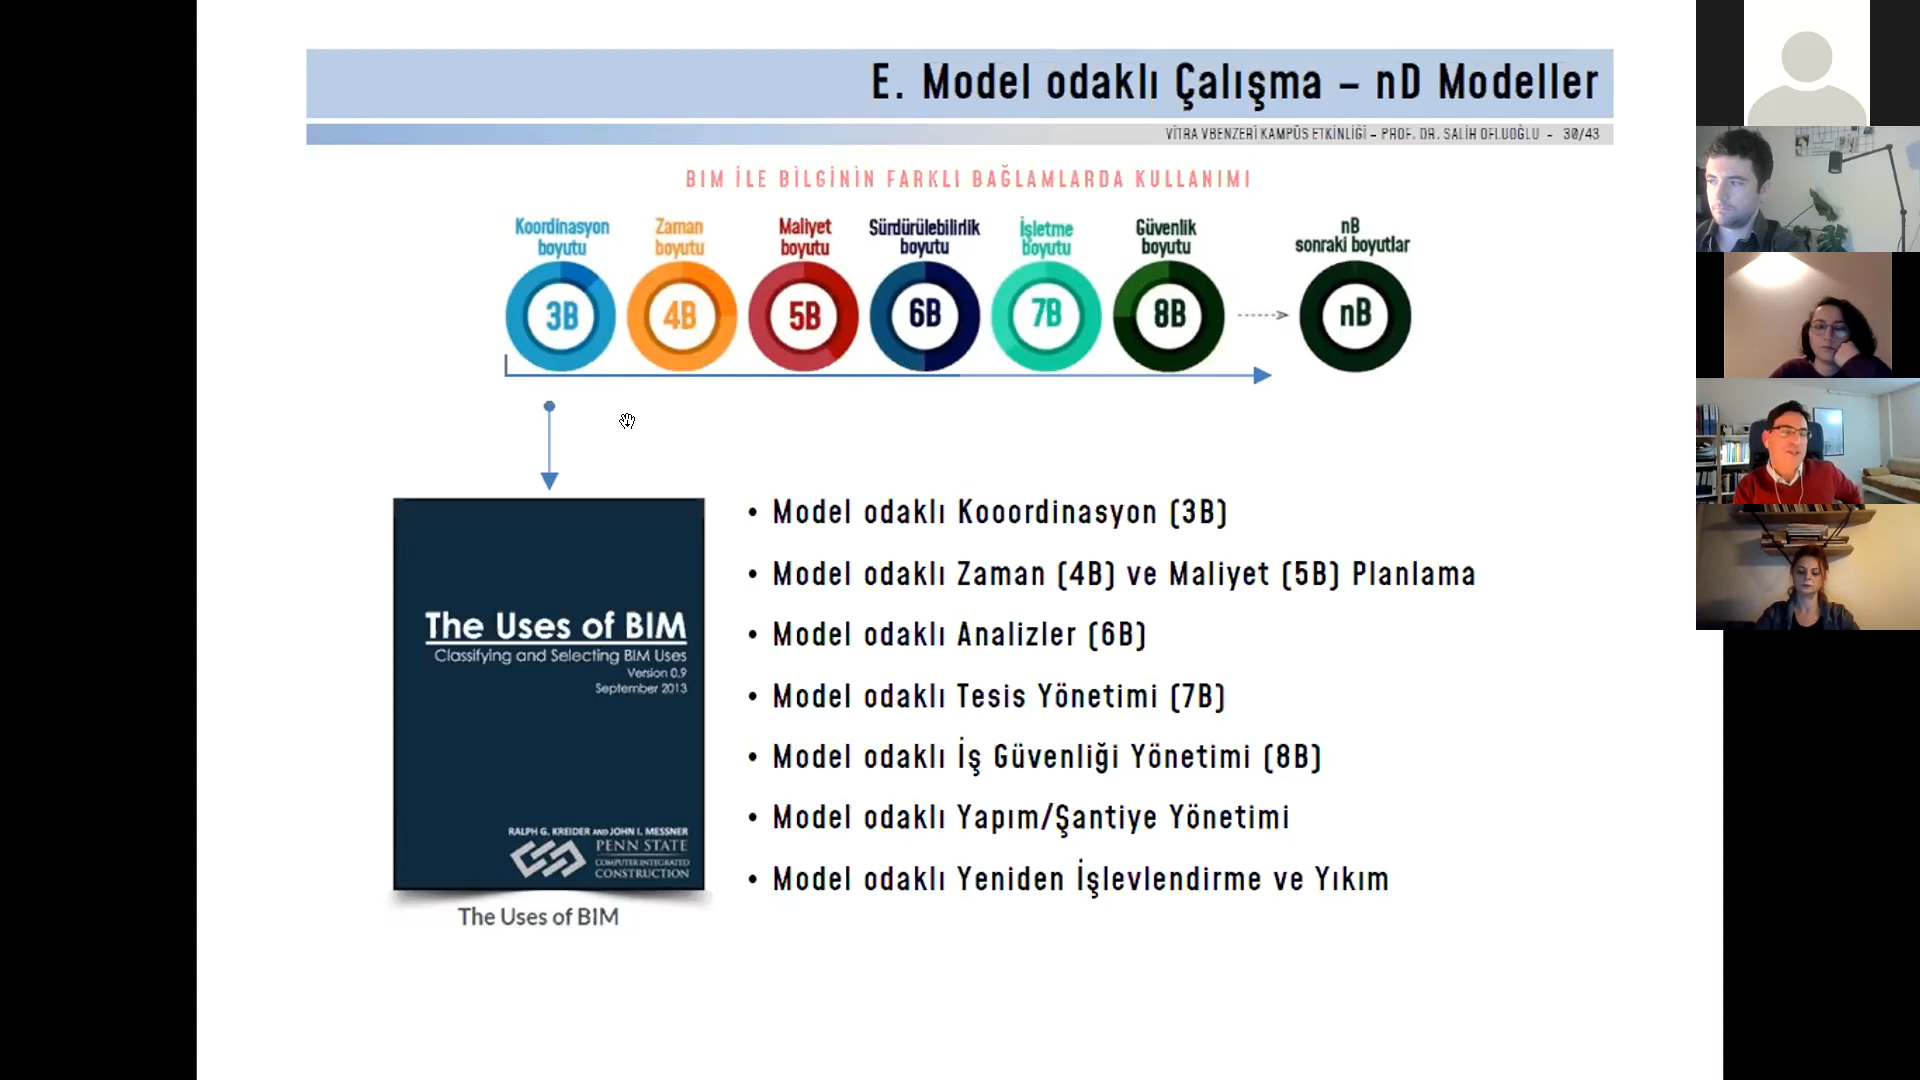 E. Model odaklı Çalışma – nD Modeller
VİTRA VBENZERİ KAMPÜS ETKİNLİĞİ – PROF. DR. SALİH OFLUOĞLU - 30/43
BIM İLE BİLGİNİN FARKLI BAĞLAMLARDA KULLANIMI
Koordinasyon boyutu
Zaman boyutu
Maliyet boyutu
Sürdürülebilirlik boyutu
İşletme boyutu
Güvenlik boyutu
nB sonraki boyutlar
3B
4B
5B
6B
7B
8B
nB
• Model odaklı Kooordinasyon (3B)
• Model odaklı Zaman (4B) ve Maliyet (5B) Planlama
• Model odaklı Analizler (6B)
• Model odaklı Tesis Yönetimi (7B)
• Model odaklı İş Güvenliği Yönetimi (8B)
• Model odaklı Yapım/Şantiye Yönetimi
• Model odaklı Yeniden İşlevlendirme ve Yıkım
The Uses of BIM
Classifying and Selecting BIM Uses
Version 0.9
September 2013
RALPH G. KREIDER AND JOHN I. MESSNER
PENN STATE
COMPUTER INTEGRATED
CONSTRUCTION
The Uses of BIM